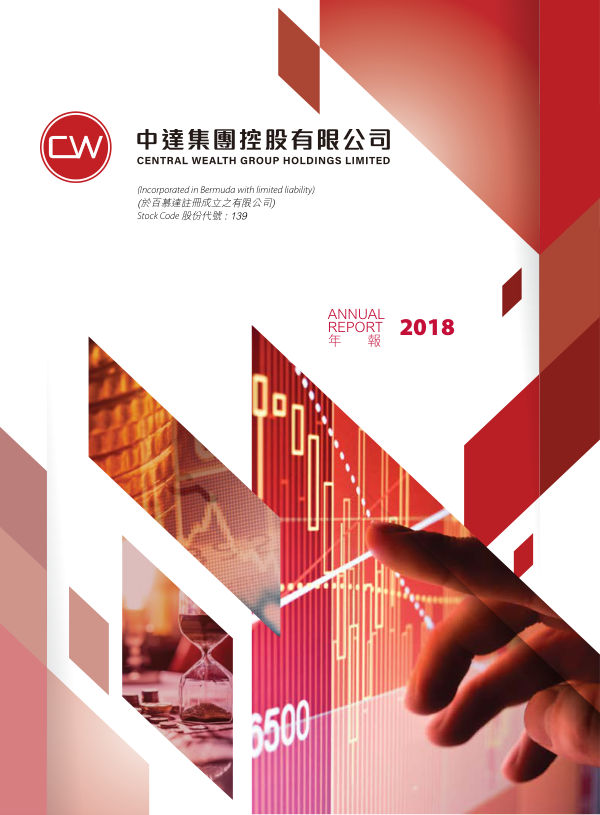 CW
中達集團控股有限公司
CENTRAL WEALTH GROUP HOLDINGS LIMITED
(Incorporated in Bermuda with limited liability)
(於百慕達註冊成立之有限公司)
Stock Code 股份代號 : 139
ANNUAL
REPORT 2018
年 報
6500